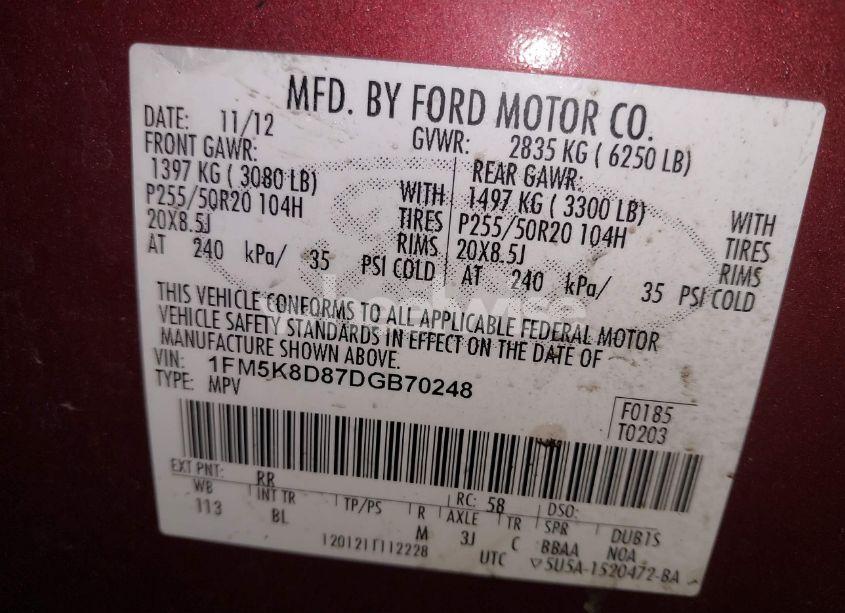 MFD. BY FORD MOTOR CO.
DATE: 11/12 GVWR: 2835 KG ( 6250 LB)
FRONT GAWR: REAR GAWR:
1397 KG ( 3080 LB) WITH 1497 KG ( 3300 LB) WITH
P255/50R20 104H TIRES P255/50R20 104H TIRES
20X8.5J RIMS 20X8.5J RIMS
AT 240 kPa/ 35 PSI COLD AT 240 kPa/ 35 PSI COLD
THIS VEHICLE CONFORMS TO ALL APPLICABLE FEDERAL MOTOR
VEHICLE SAFETY STANDARDS IN EFFECT ON THE DATE OF
MANUFACTURE SHOWN ABOVE.
VIN: 1FM5K8D87DGB70248
TYPE: MPV
F0185
T0203
EXT PNT: RR RC: 58 DSO:
WB INT TR TP/PS R AXLE TR SPR DUBTS
113 BL M 3J C BBAA NOA
12012111112228 UTC ▽5U5A-1520472-BA